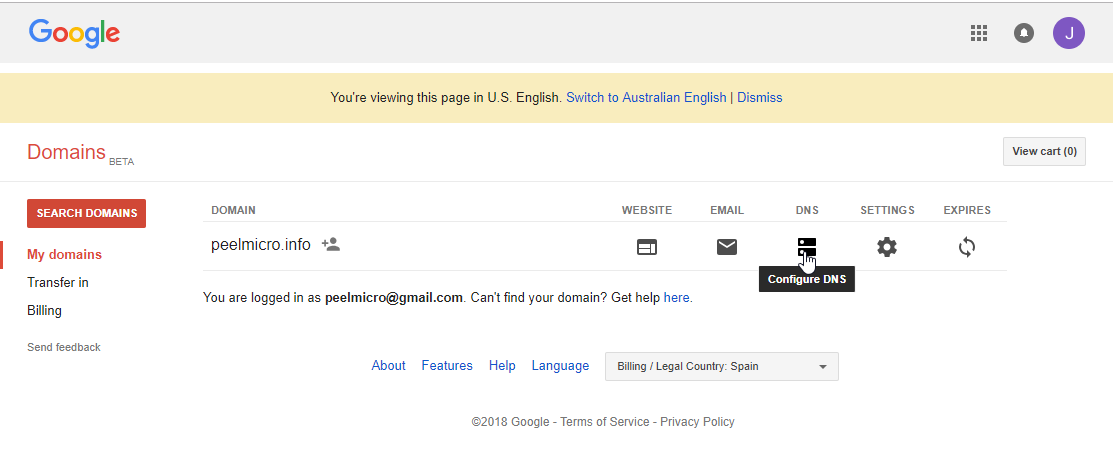 Google
J
You're viewing this page in U.S. English. Switch to Australian English | Dismiss
Domains BETA
View cart (0)
SEARCH DOMAINS
My domains
Transfer in
Billing
Send feedback
DOMAIN WEBSITE EMAIL DNS SETTINGS EXPIRES
peelmicro.info
Configure DNS
You are logged in as peelmicro@gmail.com. Can't find your domain? Get help here.
About Features Help Language Billing / Legal Country: Spain
©2018 Google - Terms of Service - Privacy Policy